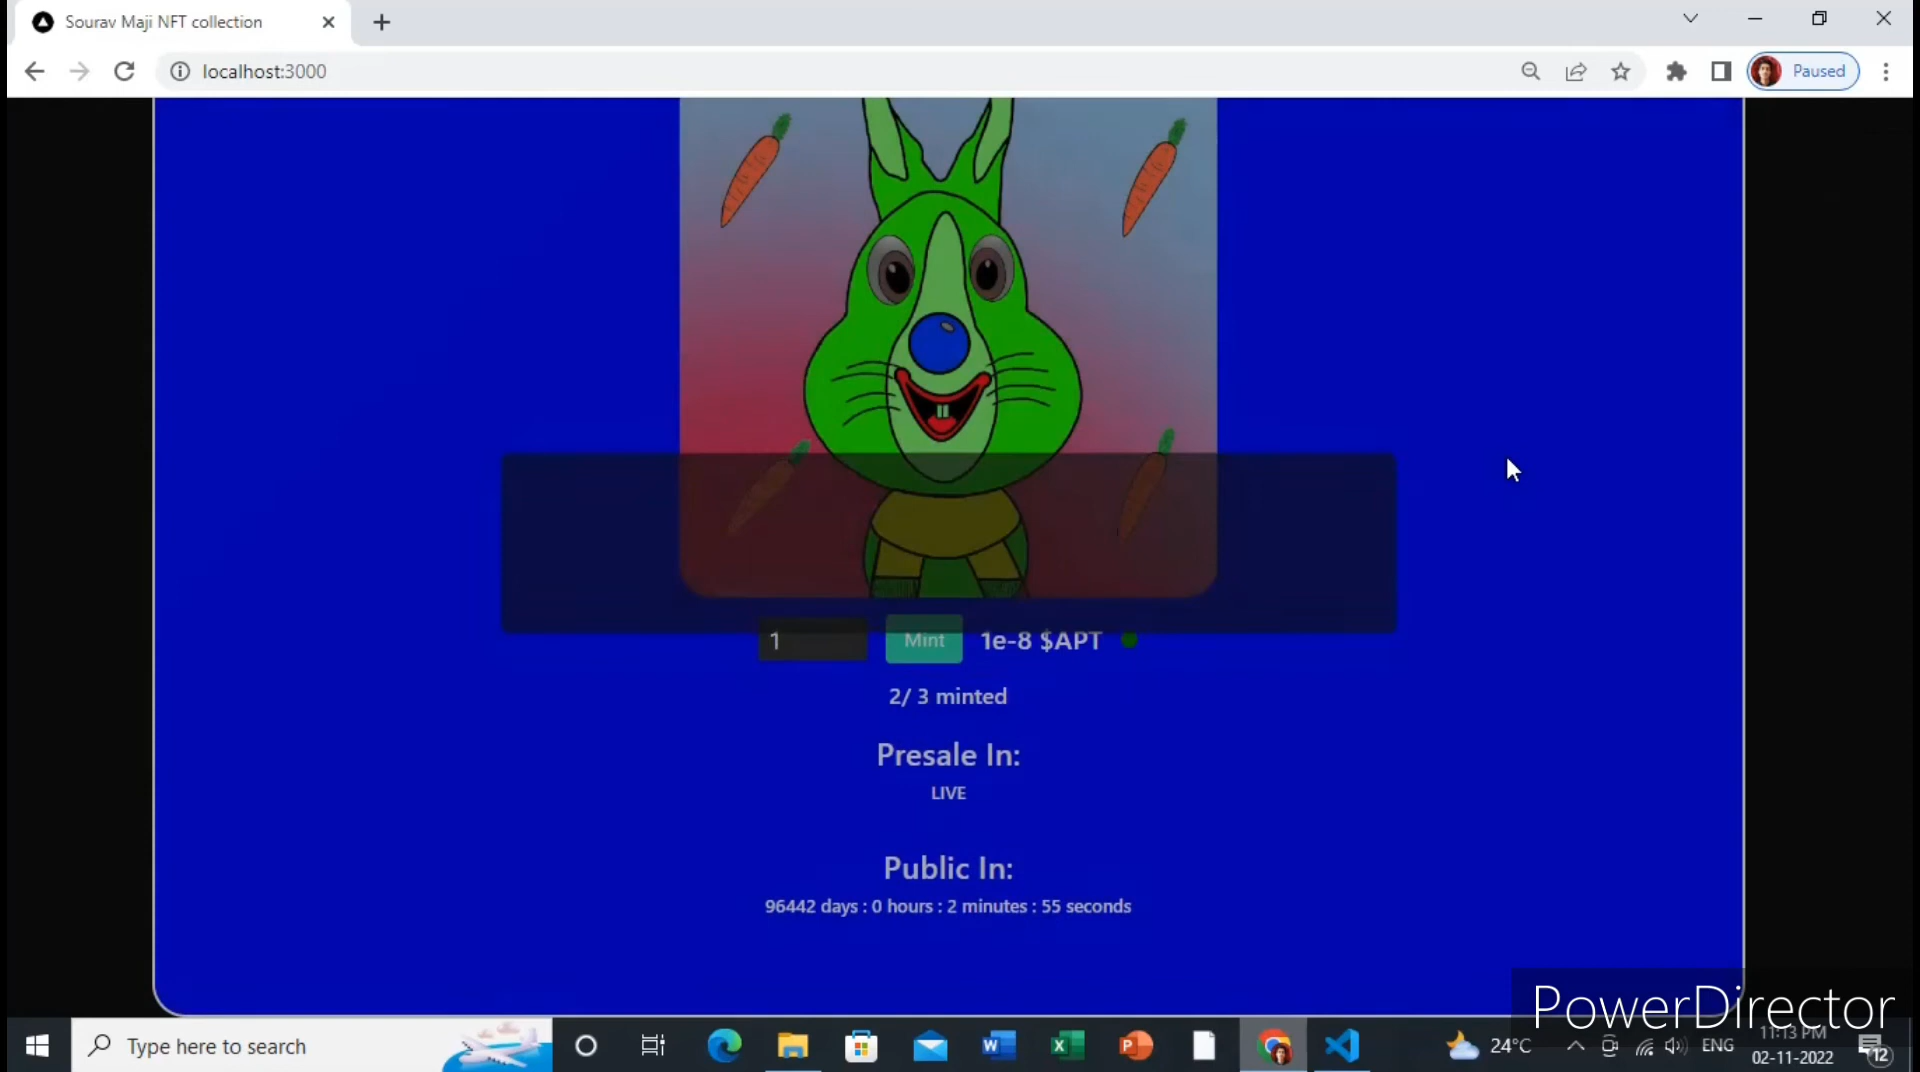 Sourav Maji NFT collection
localhost:3000
Paused
1
Mint
1e-8 $APT
2/ 3 minted
Presale In:
LIVE
Public In:
96442 days : 0 hours : 2 minutes : 55 seconds
PowerDirector
Type here to search
24°C
ENG
11:13 PM
02-11-2022
12